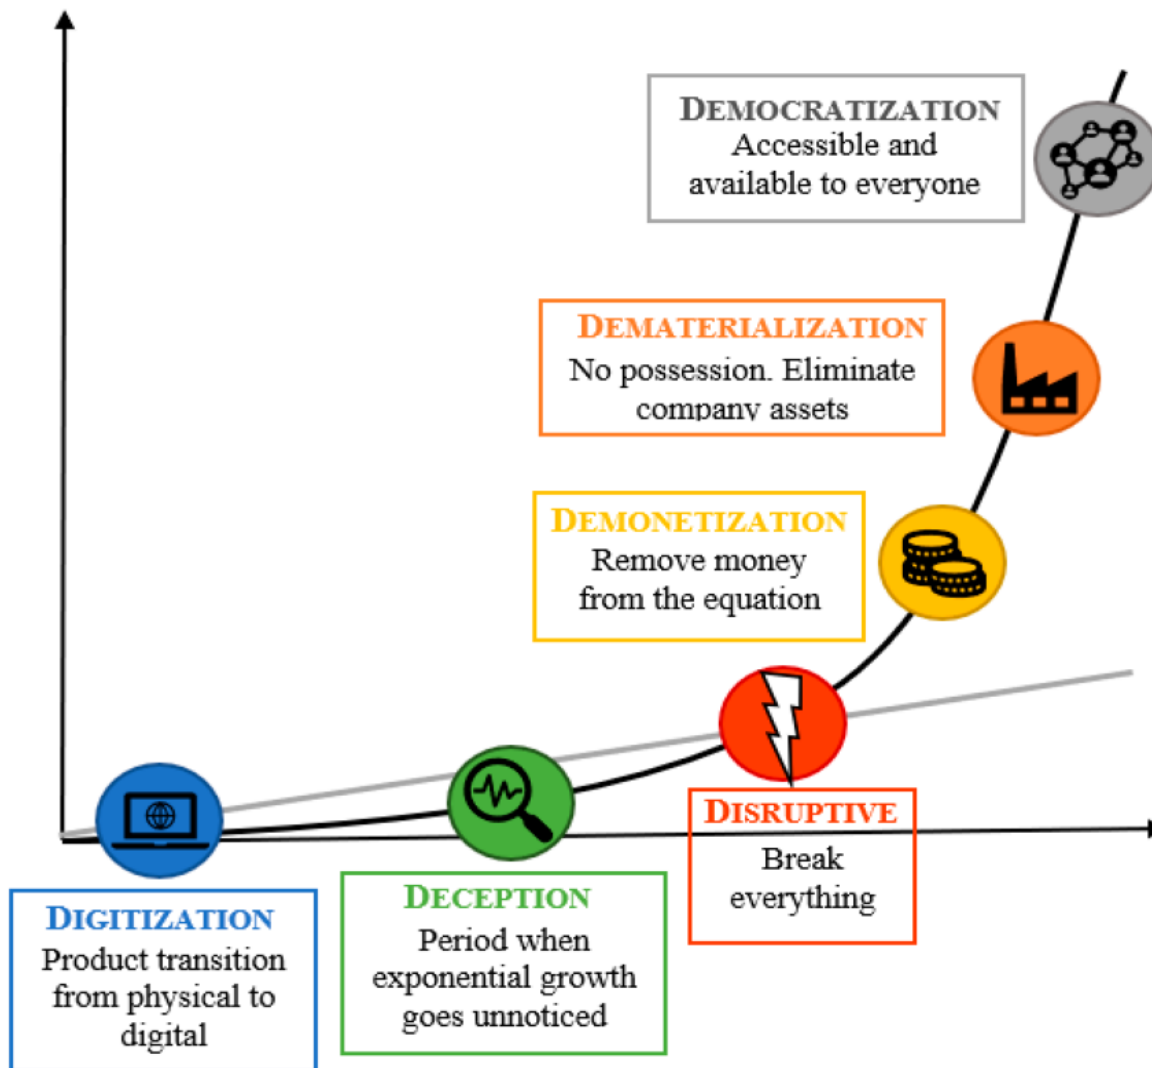 DEMOCRATIZATION
Accessible and
available to everyone
DEMATERIALIZATION
No possession. Eliminate
company assets
DEMONETIZATION
Remove money
from the equation
DISRUPTIVE
Break
everything
DECEPTION
Period when
exponential growth
goes unnoticed
DIGITIZATION
Product transition
from physical to
digital